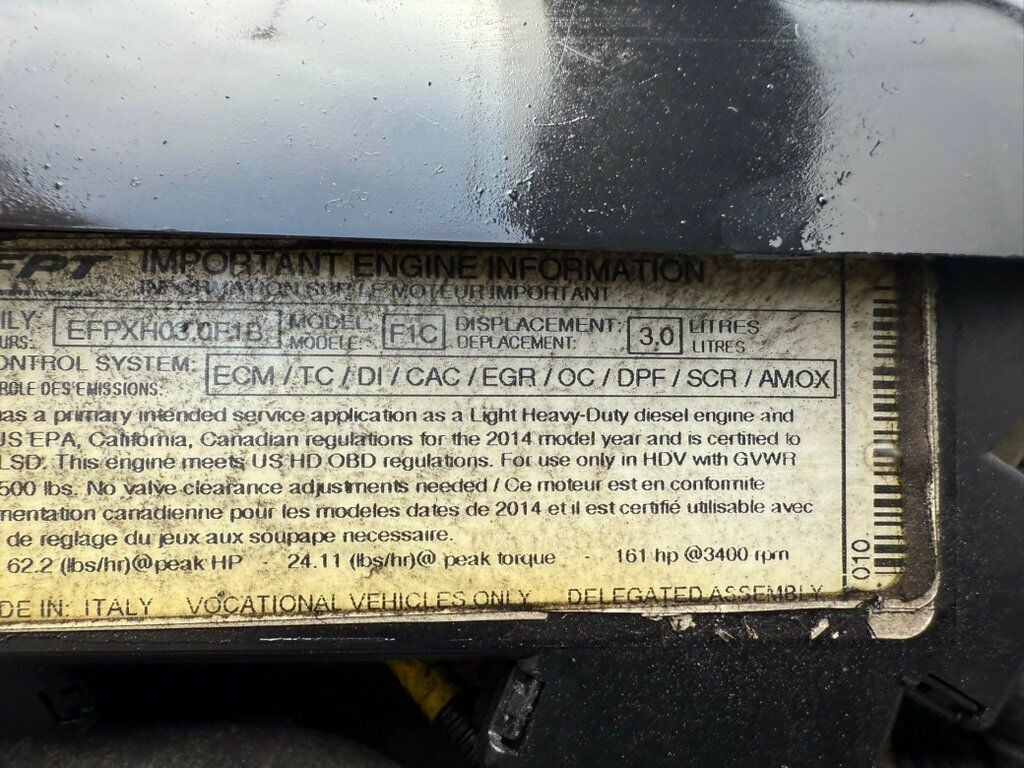 FPT IMPORTANT ENGINE INFORMATION
INFORMATION SUR LE MOTEUR IMPORTANT
ILY: EFPXH03.0F1B MODEL: F1C DISPLACEMENT: 3.0 LITRES
URS: MODÈLE: DEPLACEMENT: LITRES
ONTROL SYSTEM: ECM / TC / DI / CAC / EGR / OC / DPF / SCR / AMOX
RÔLE DES EMISSIONS:
as a primary intended service application as a Light Heavy-Duty diesel engine and
US EPA, California, Canadian regulations for the 2014 model year and is certified to
LSD. This engine meets US HD OBD regulations. For use only in HDV with GVWR
500 lbs. No valve clearance adjustments needed / Ce moteur est en conformite
mentation canadienne pour les modeles dates de 2014 et il est certifié utilisable avec
de reglage du jeux aux soupape necessaire.
62.2 (lbs/hr)@peak HP - 24.11 (lbs/hr)@ peak torque - 161 hp @3400 rpm
DE IN: ITALY VOCATIONAL VEHICLES ONLY DELEGATED ASSEMBLY
010